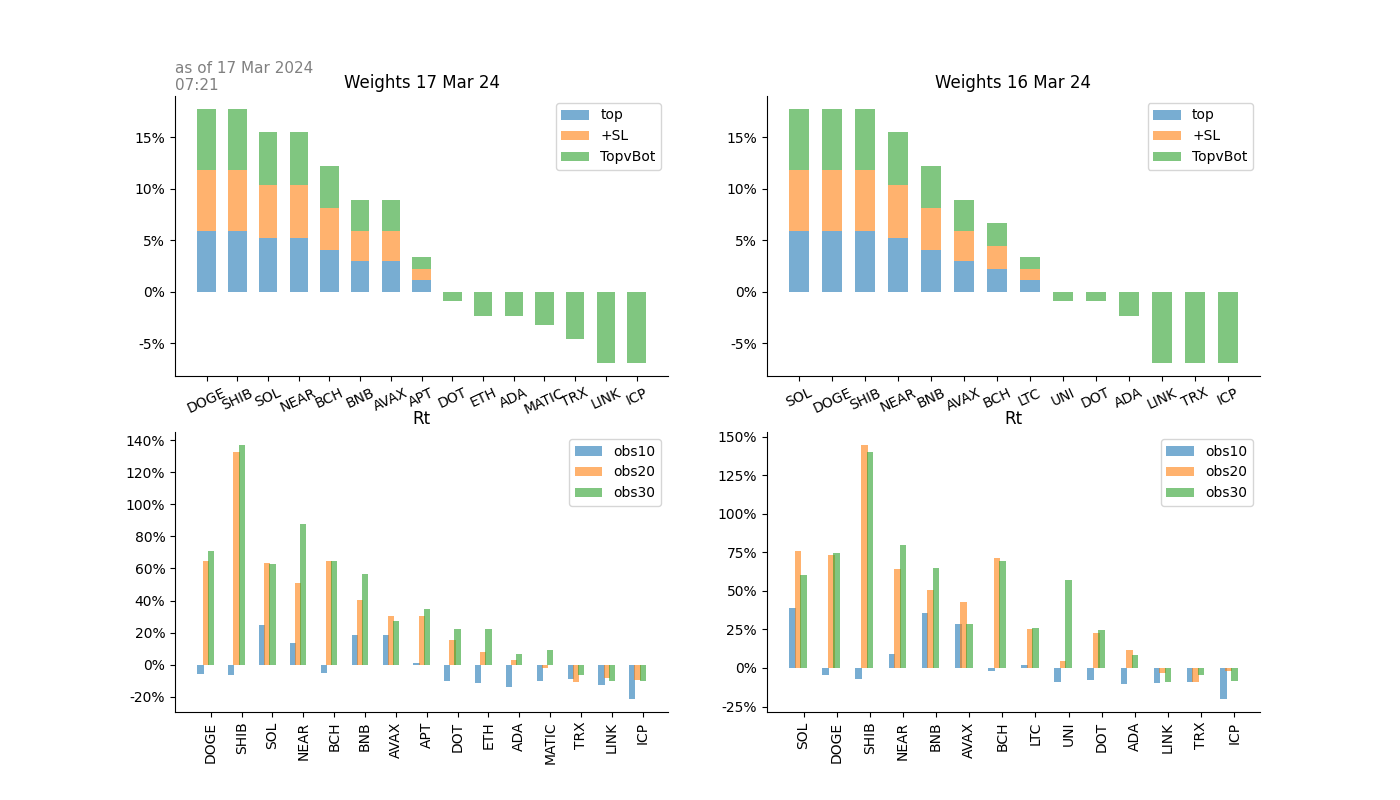 as of 17 Mar 2024
07:21
Weights 17 Mar 24
top
+SL
TopvBot
15%
10%
5%
0%
-5%
DOGE SHIB SOL NEAR BCH BNB AVAX APT DOT ETH ADA MATIC TRX LINK ICP
Weights 16 Mar 24
top
+SL
TopvBot
15%
10%
5%
0%
-5%
SOL DOGE SHIB NEAR BNB AVAX BCH LTC UNI DOT ADA LINK TRX ICP
Rt
obs10
obs20
obs30
140%
120%
100%
80%
60%
40%
20%
0%
-20%
DOGE SHIB SOL NEAR BCH BNB AVAX APT DOT ETH ADA MATIC TRX LINK ICP
Rt
obs10
obs20
obs30
150%
125%
100%
75%
50%
25%
0%
-25%
SOL DOGE SHIB NEAR BNB AVAX BCH LTC UNI DOT ADA LINK TRX ICP